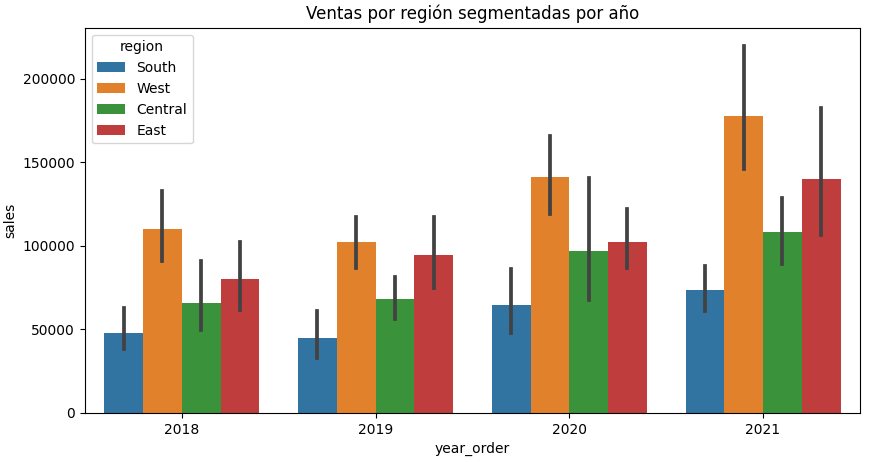 Ventas por región segmentadas por año
region
South
West
Central
East
sales
200000
150000
100000
50000
0
2018 2019 2020 2021
year_order